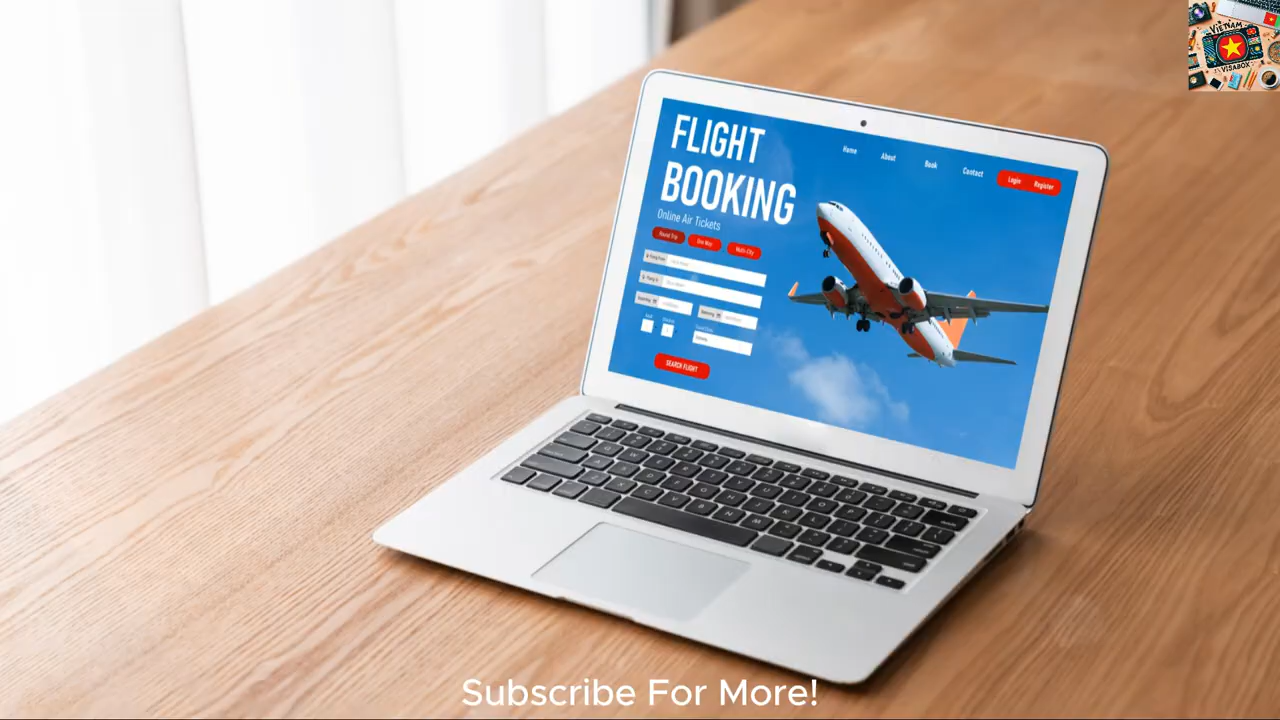 VIETNAM
VISABOX
FLIGHT
BOOKING
Home
About
Book
Contact
Login
Register
Online Air Tickets
Round Trip
One Way
Multi-City
SEARCH FLIGHT
Subscribe For More!